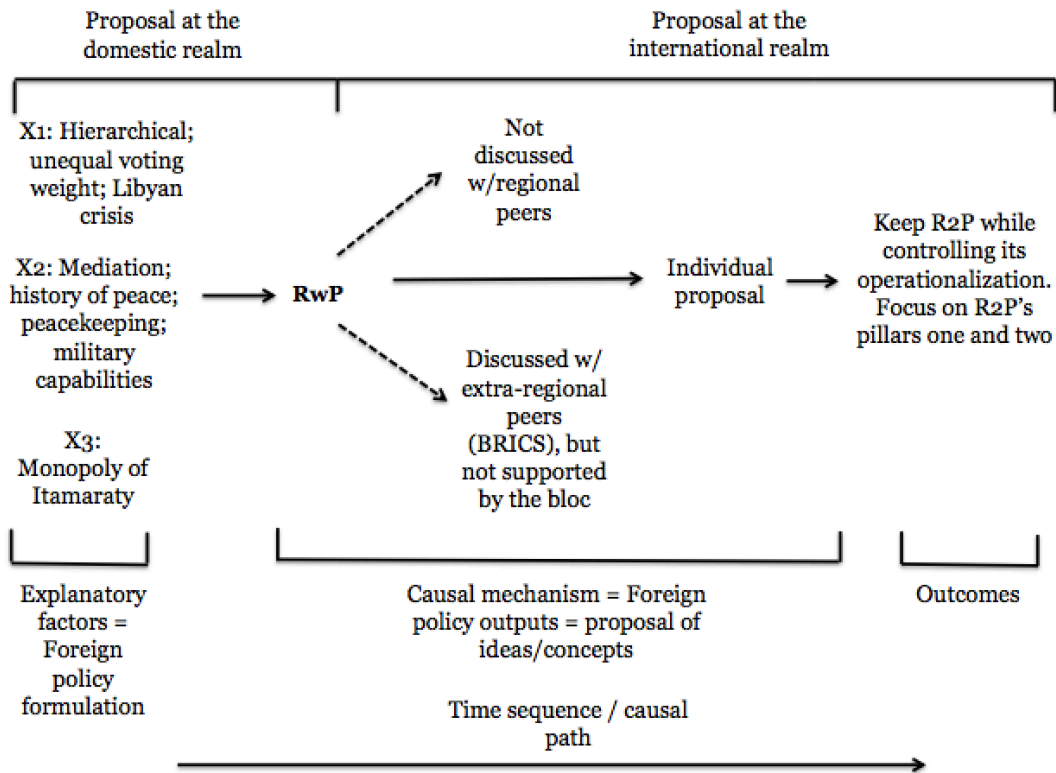 Proposal at the
domestic realm
Proposal at the
international realm
X1: Hierarchical;
unequal voting
weight; Libyan
crisis
X2: Mediation;
history of peace;
peacekeeping;
military
capabilities
X3:
Monopoly of
Itamaraty
RwP
Not
discussed
w/regional
peers
Individual
proposal
Discussed w/
extra-regional
peers
(BRICS), but
not supported
by the bloc
Keep R2P while
controlling its
operationalization.
Focus on R2P’s
pillars one and two
Explanatory
factors =
Foreign
policy
formulation
Causal mechanism = Foreign
policy outputs = proposal of
ideas/concepts
Outcomes
Time sequence / causal
path